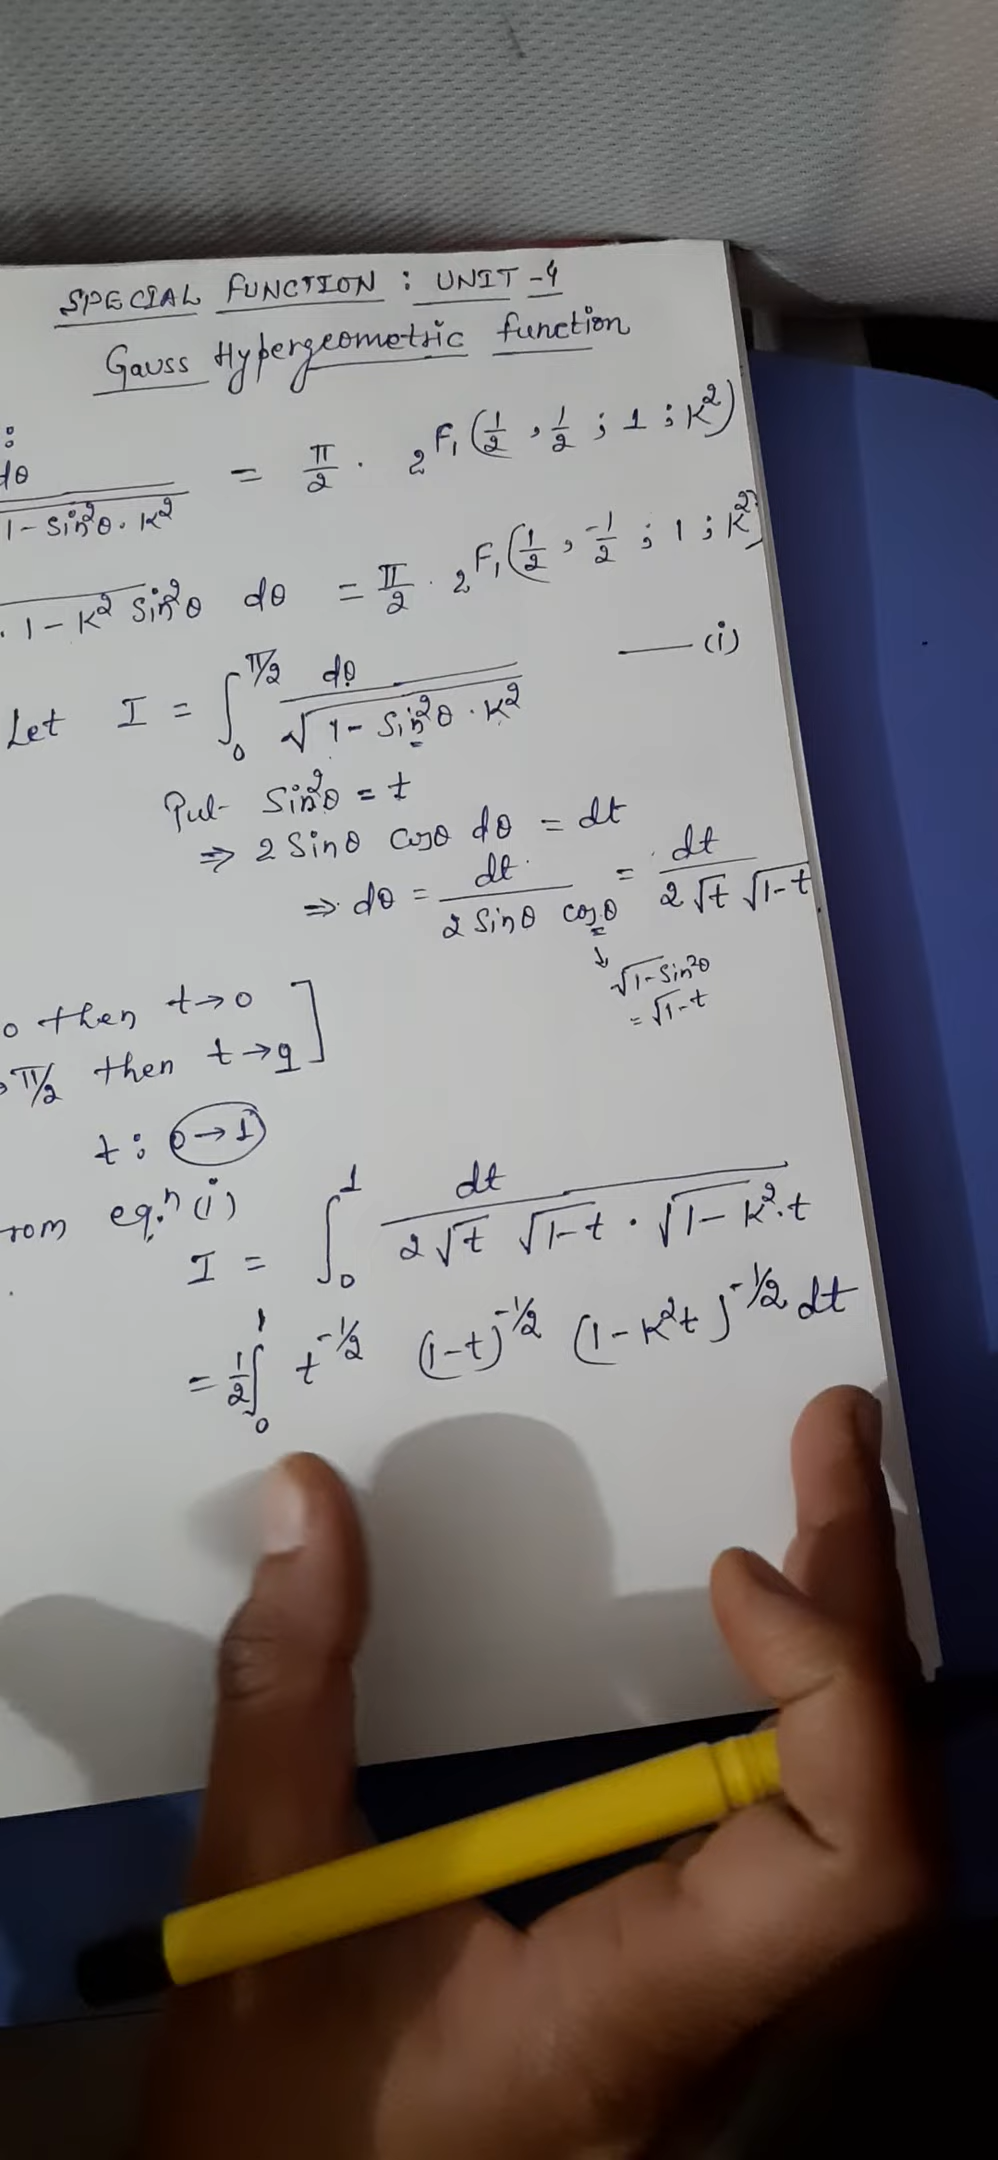 SPECIAL FUNCTION : UNIT-4
Gauss Hypergeometric function
:
dθ
1 - Sin²θ . K² = π/2 . ₂F₁(1/2, 1/2 ; 1 ; K²)
. 1 - K² Sin²θ dθ = π/2 . ₂F₁(1/2, -1/2 ; 1 ; K²)
Let I = ∫₀^π/2 dθ / √1 - Sin²θ . K² —— (i)
Put Sin²θ = t
⇒ 2 Sinθ cosθ dθ = dt
⇒ dθ = dt / 2 Sinθ cosθ = dt / 2√t √1-t
↓ √1-Sin²θ
= √1-t
0 then t→0
π/2 then t→1
t : 0→1
rom eq.ⁿ (i)
I = ∫₀¹ dt / 2√t √1-t . √1-K².t
= 1/2 ∫₀¹ t^-1/2 (1-t)^-1/2 (1-K²t)^-1/2 dt